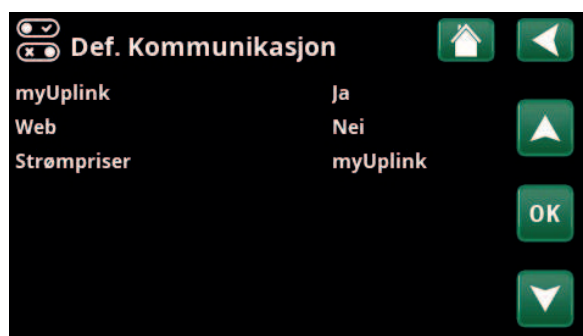 Def. Kommunikasjon
myUplink Ja
Web Nei
Strømpriser myUplink
OK